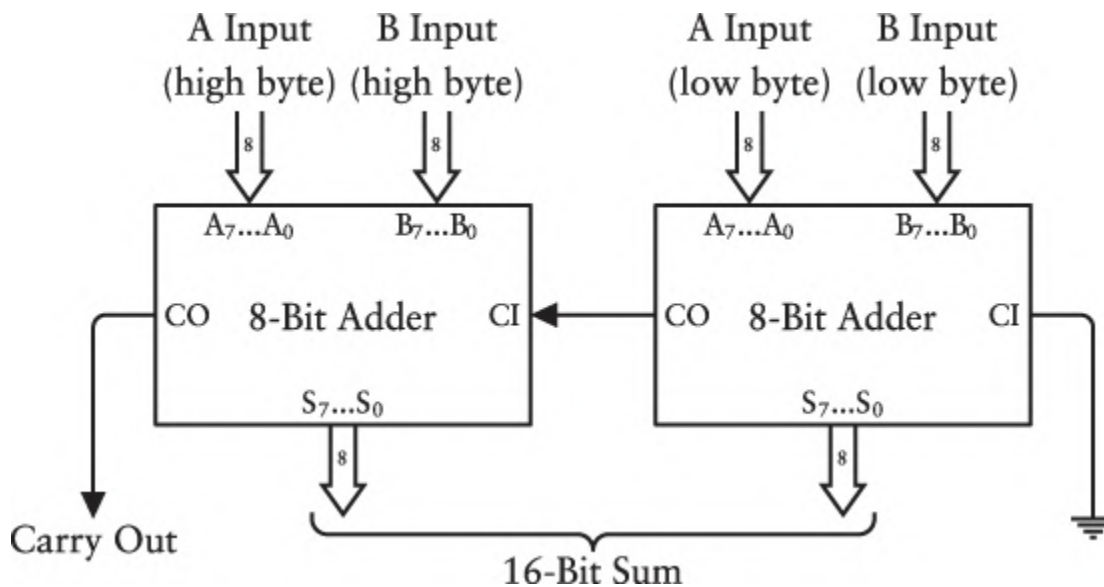 A Input B Input A Input B Input
(high byte) (high byte) (low byte) (low byte)
8 8 8 8
A₇...A₀ B₇...B₀ A₇...A₀ B₇...B₀
CO 8-Bit Adder CI CO 8-Bit Adder CI
S₇...S₀ S₇...S₀
8 8
Carry Out
16-Bit Sum